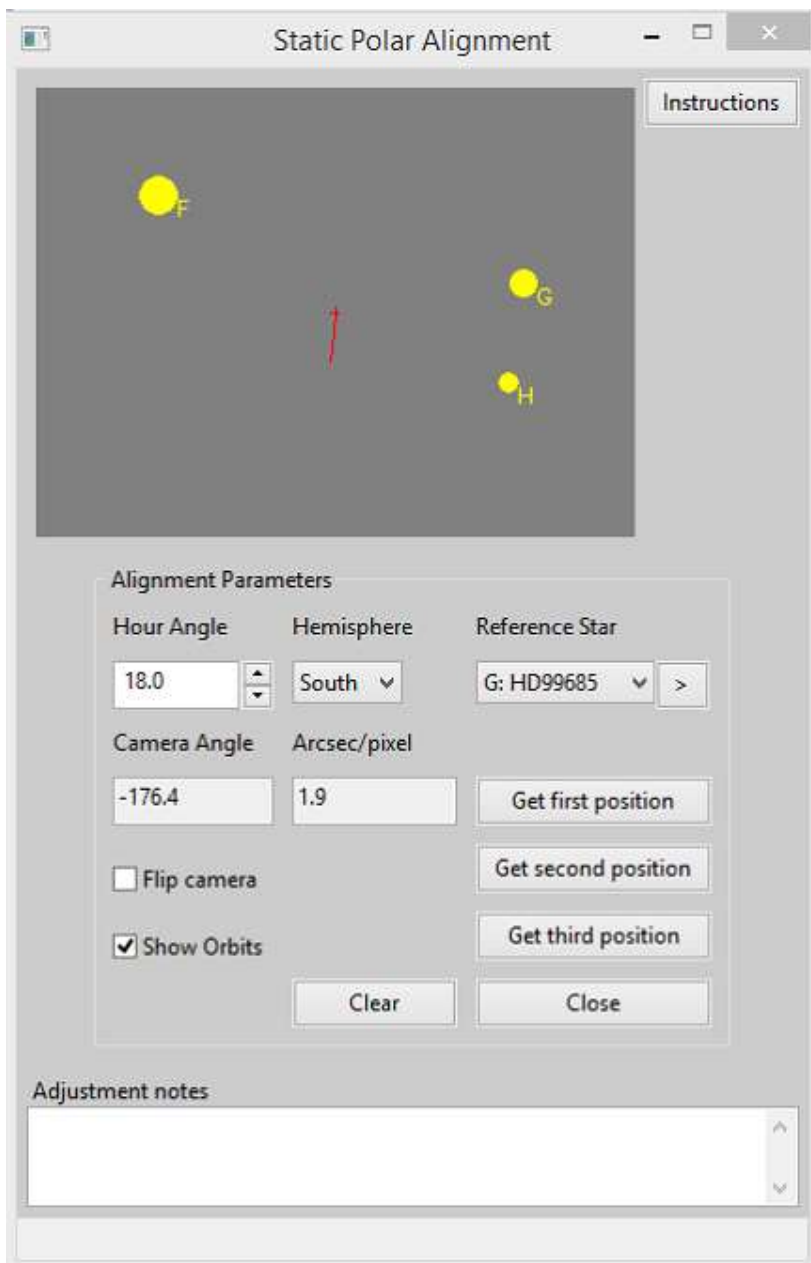 Static Polar Alignment
Instructions
F
G
H
Alignment Parameters
Hour Angle Hemisphere Reference Star
18.0 South G: HD99685 >
Camera Angle Arcsec/pixel
-176.4 1.9 Get first position
Flip camera Get second position
Show Orbits Get third position
Clear Close
Adjustment notes